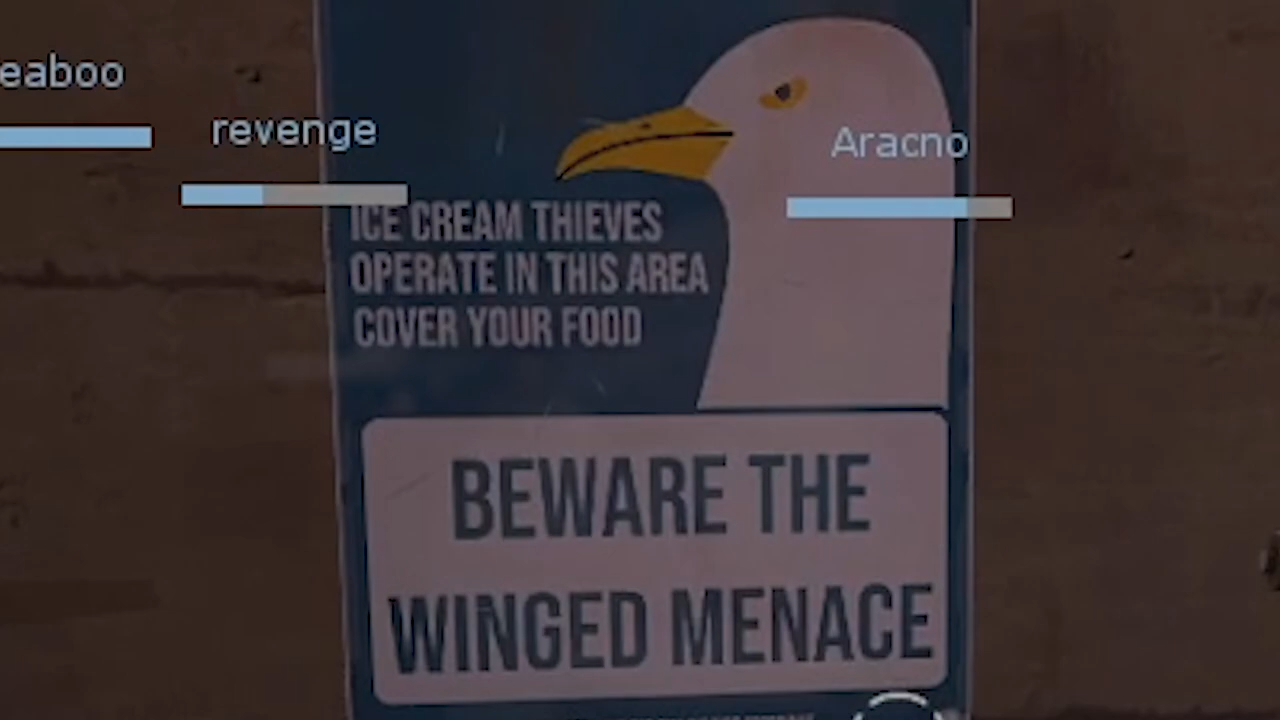 eaboo
revenge
Aracno
ICE CREAM THIEVES
OPERATE IN THIS AREA
COVER YOUR FOOD
BEWARE THE
WINGED MENACE